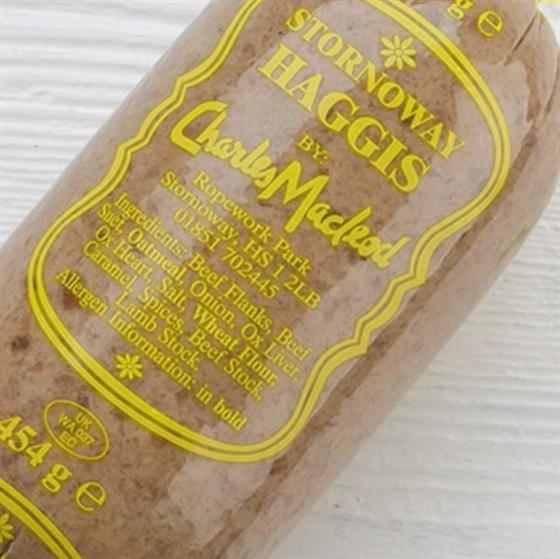 g e
STORNOWAY
HAGGIS
BY:
Charles Macleod
Ropework Park
Stornoway, HS1 2LB
01851 702445
Ingredients: Beef Flanks, Beef
Suet, Oatmeal, Onion, Ox Liver,
Ox Heart, Salt, Wheat Flour,
Caramel, Spices, Beef Stock,
Lamb Stock.
Allergen Information: in bold
UK
WA 037
EC
454 g e